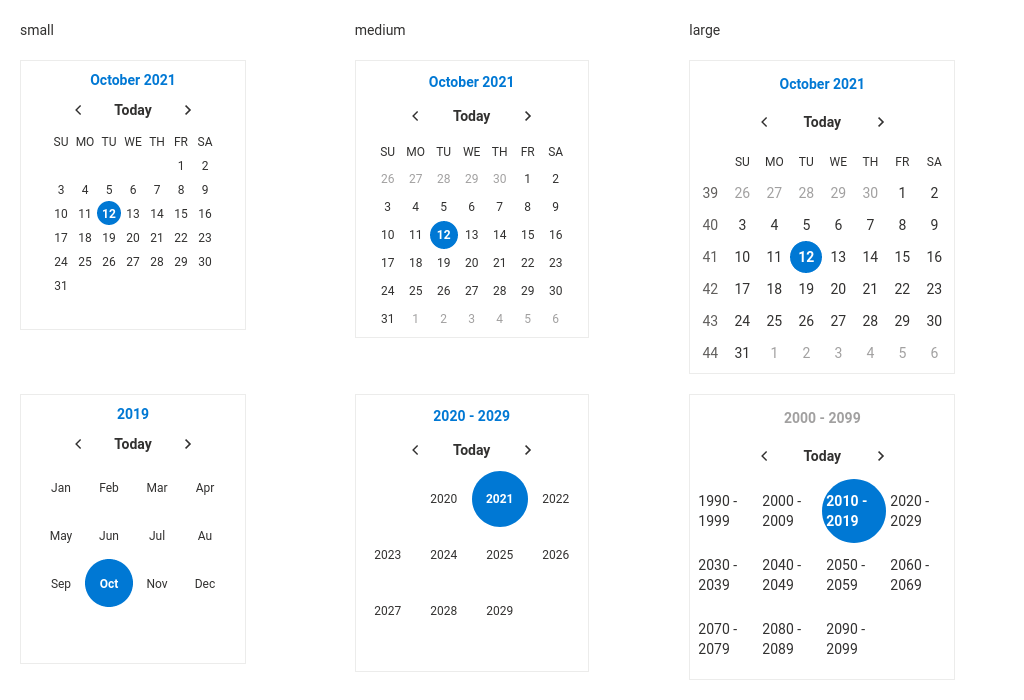 small
medium
large
October 2021
Today
SU MO TU WE TH FR SA
1 2
3 4 5 6 7 8 9
10 11 12 13 14 15 16
17 18 19 20 21 22 23
24 25 26 27 28 29 30
31
October 2021
Today
SU MO TU WE TH FR SA
26 27 28 29 30 1 2
3 4 5 6 7 8 9
10 11 12 13 14 15 16
17 18 19 20 21 22 23
24 25 26 27 28 29 30
31 1 2 3 4 5 6
October 2021
Today
SU MO TU WE TH FR SA
39 26 27 28 29 30 1 2
40 3 4 5 6 7 8 9
41 10 11 12 13 14 15 16
42 17 18 19 20 21 22 23
43 24 25 26 27 28 29 30
44 31 1 2 3 4 5 6
2019
Today
Jan Feb Mar Apr
May Jun Jul Au
Sep Oct Nov Dec
2020 - 2029
Today
2020 2021 2022
2023 2024 2025 2026
2027 2028 2029
2000 - 2099
Today
1990 - 2000 - 2010 - 2020 -
1999 2009 2019 2029
2030 - 2040 - 2050 - 2060 -
2039 2049 2059 2069
2070 - 2080 - 2090 -
2079 2089 2099